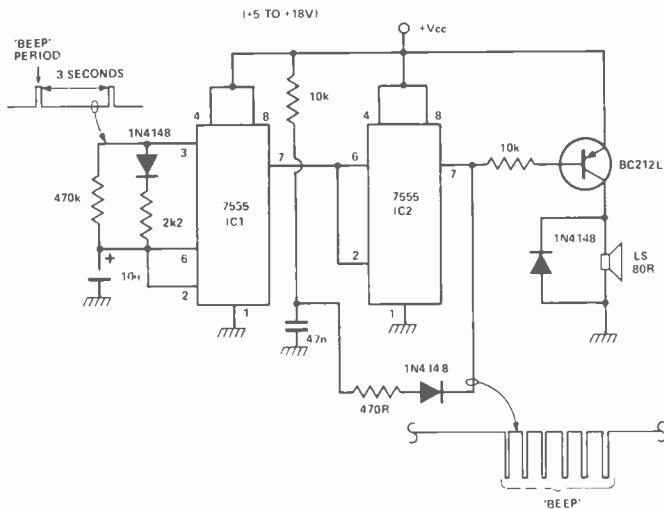 (+5 TO +18V)
+Vcc
'BEEP'
PERIOD
3 SECONDS
1N4148
470k
2k2
10u
4
8
3
7
6
2
1
7555
IC1
10k
47n
4
8
6
7
2
1
7555
IC2
10k
BC212L
1N4148
LS
80R
1N4148
470R
'BEEP'